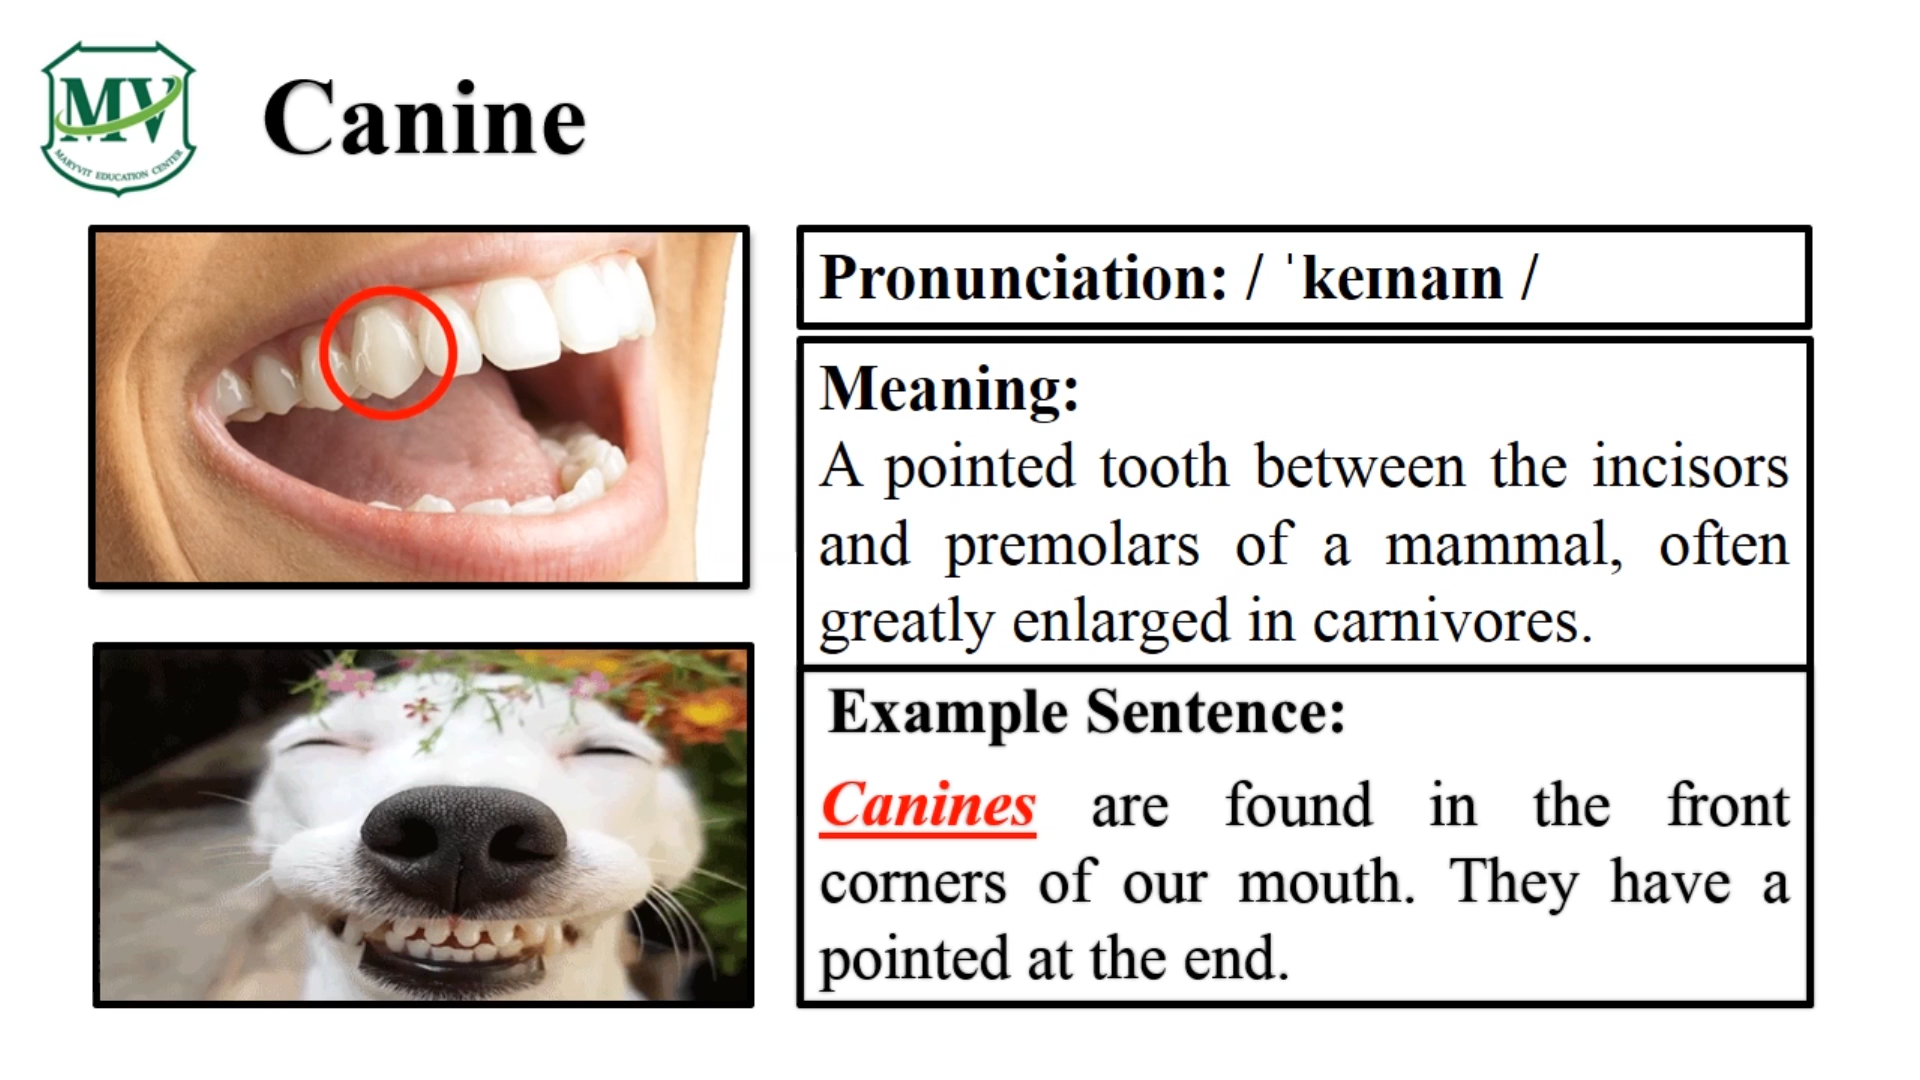 MV
MARYVIT EDUCATION CENTER
Canine
Pronunciation: / ˈkeɪnaɪn /
Meaning:
A pointed tooth between the incisors
and premolars of a mammal, often
greatly enlarged in carnivores.
Example Sentence:
Canines are found in the front
corners of our mouth. They have a
pointed at the end.